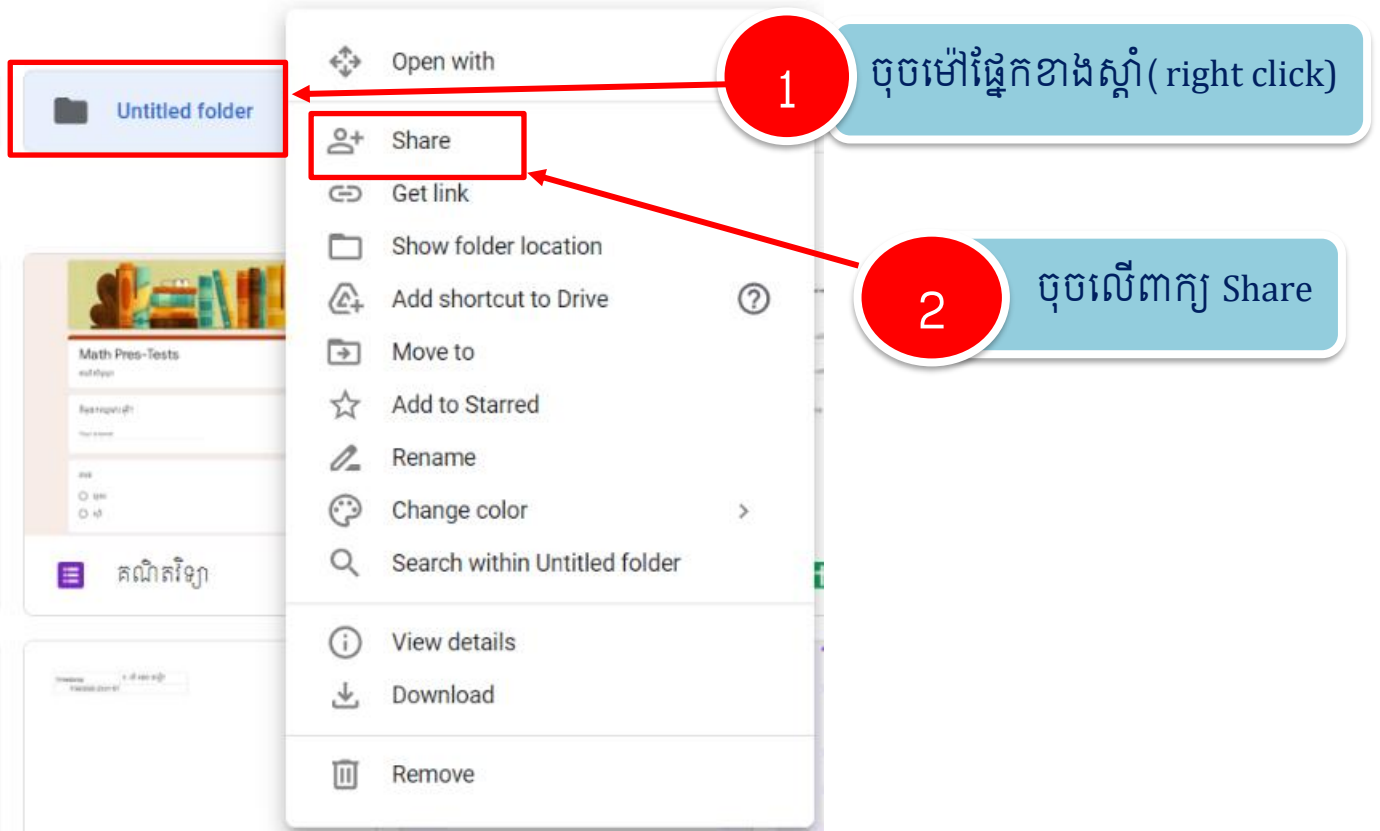 Open with
1
ចុចម៉ៅផ្នែកខាងស្តាំ( right click)
Untitled folder
Share
Get link
Show folder location
2
ចុចលើពាក្យ Share
Add shortcut to Drive
Math Pres-Tests
Move to
Add to Starred
Rename
Change color
Search within Untitled folder
គណិតវិទ្យា
View details
Download
Remove